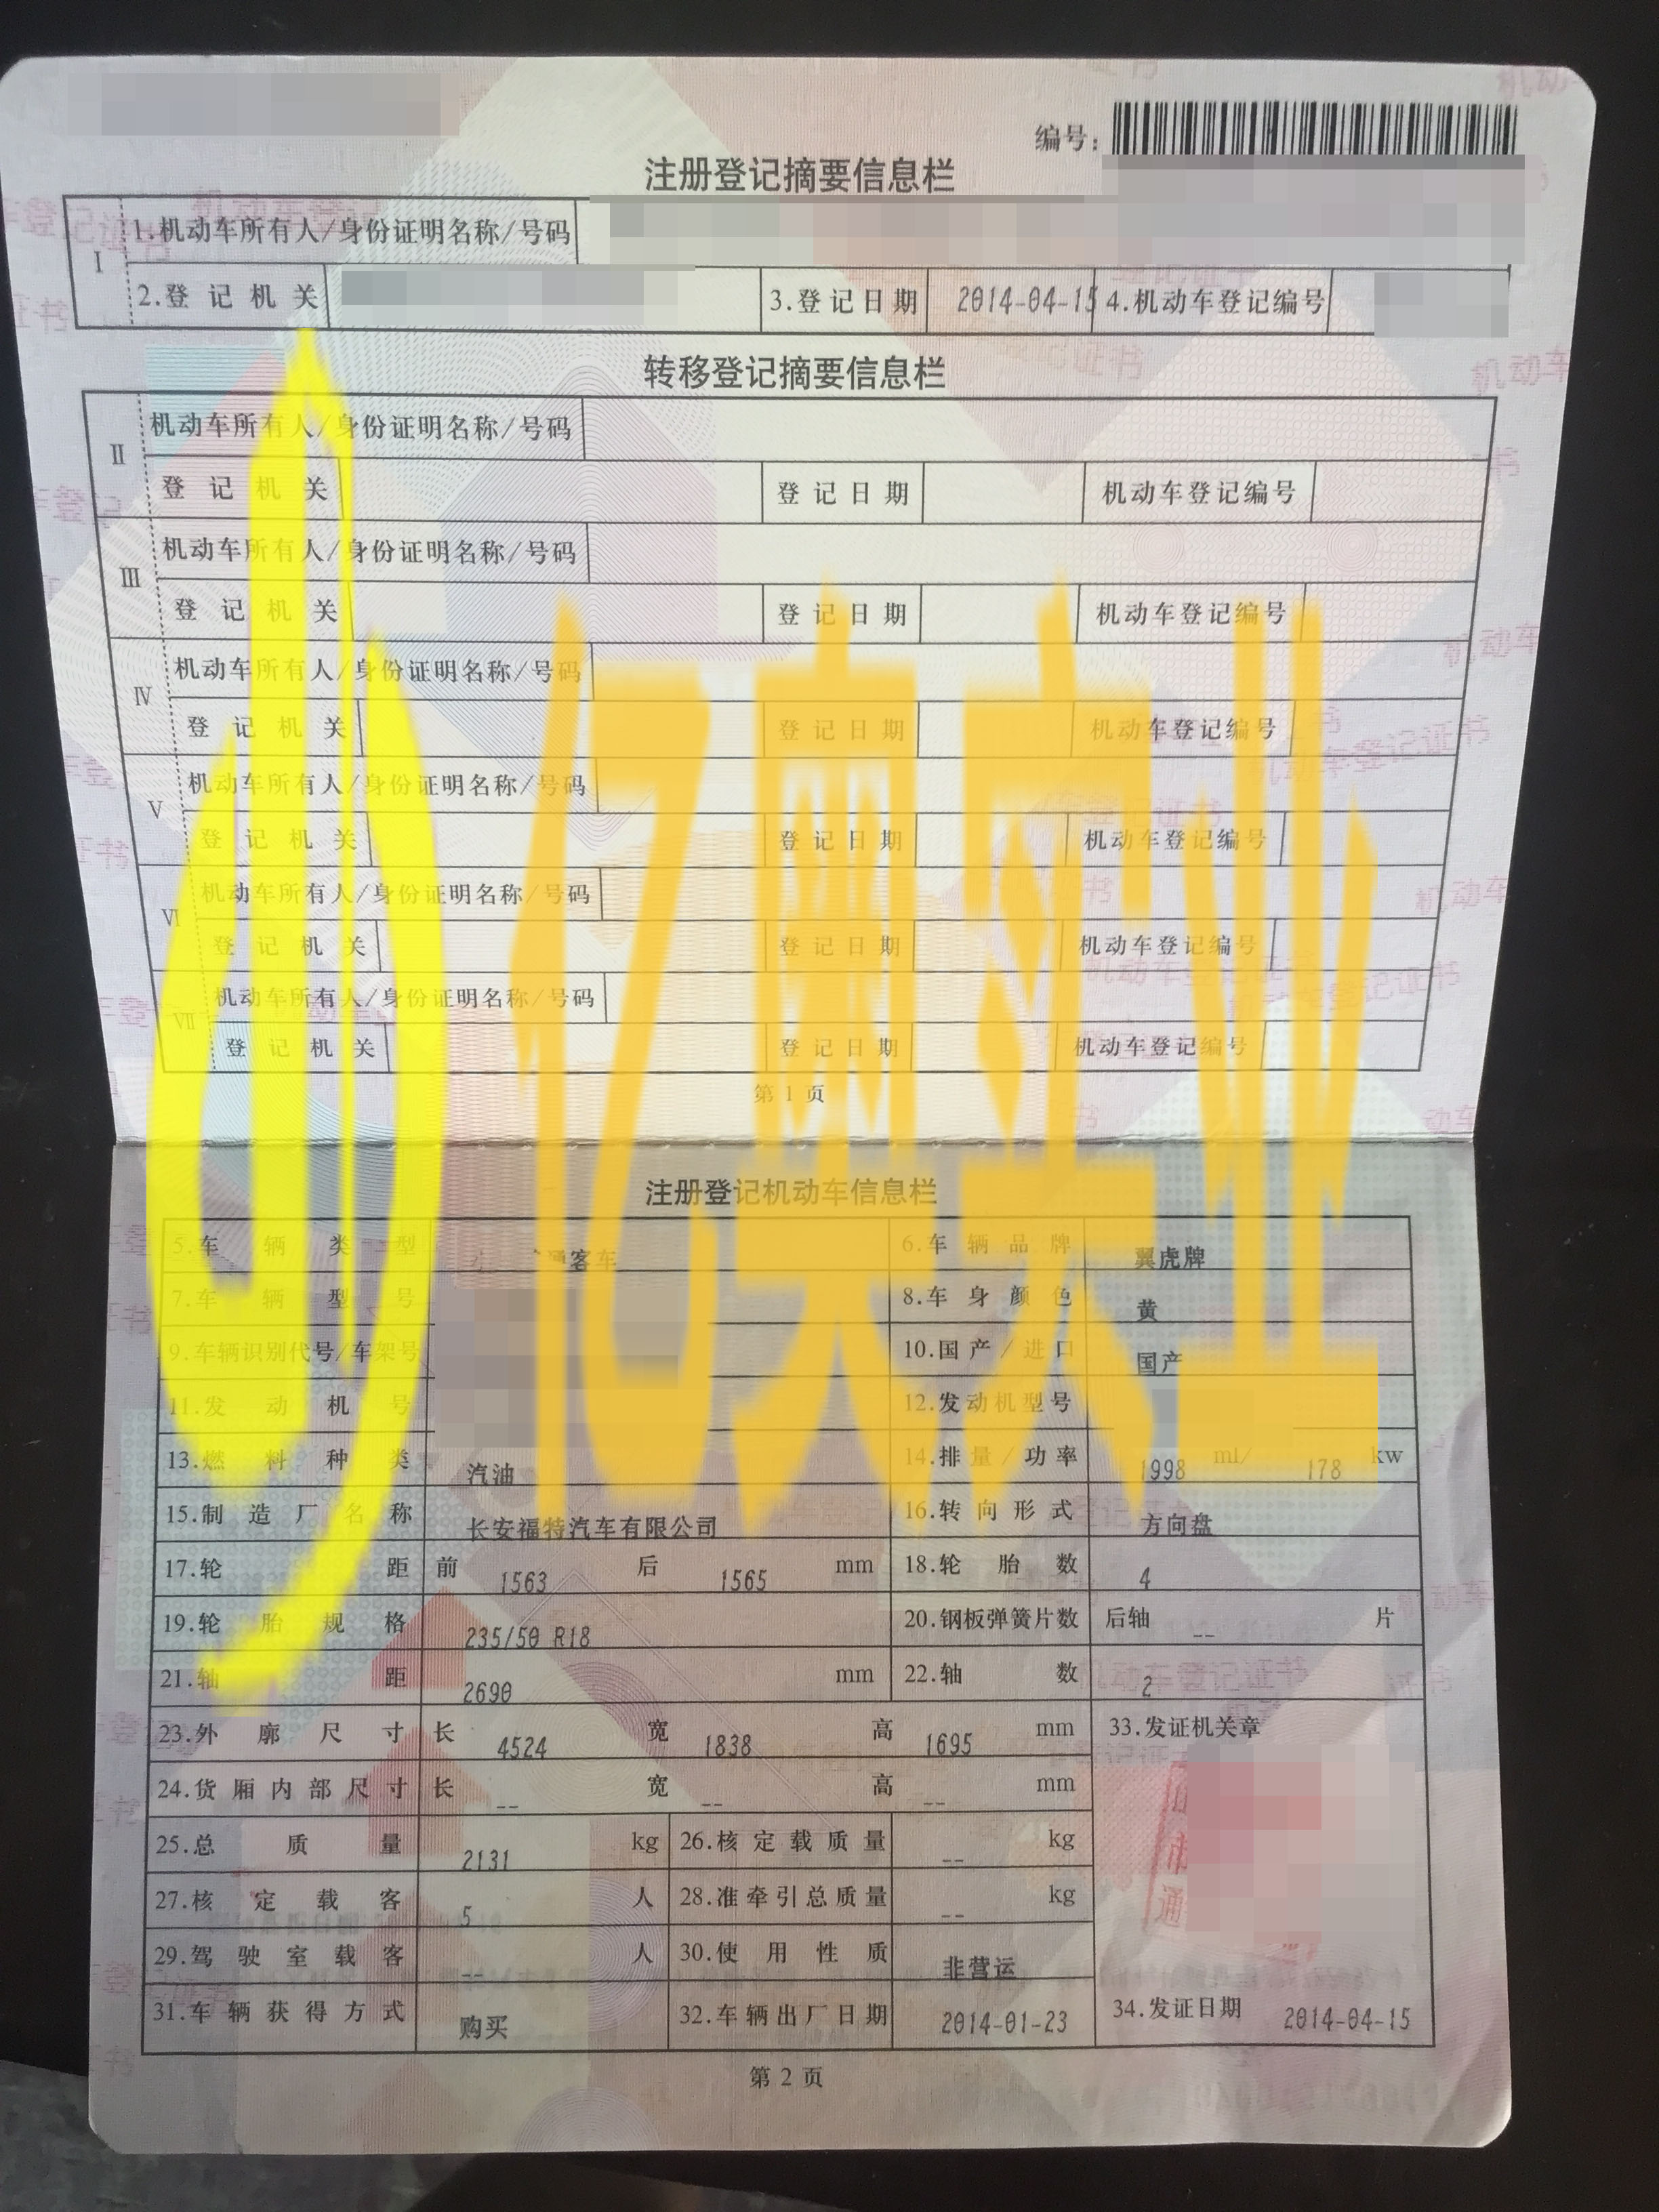 编号:
注册登记摘要信息栏
I 1.机动车所有人/身份证明名称/号码
2.登记机关 3.登记日期 2014-04-15 4.机动车登记编号
转移登记摘要信息栏
II 机动车所有人/身份证明名称/号码
登记机关 登记日期 机动车登记编号
III 机动车所有人/身份证明名称/号码
登记机关 登记日期 机动车登记编号
IV 机动车所有人/身份证明名称/号码
登记机关 登记日期 机动车登记编号
V 机动车所有人/身份证明名称/号码
登记机关 登记日期 机动车登记编号
VI 机动车所有人/身份证明名称/号码
登记机关 登记日期 机动车登记编号
VII 机动车所有人/身份证明名称/号码
登记机关 登记日期 机动车登记编号
第 1 页
亿奥实业
注册登记机动车信息栏
5.车辆类型 客车 6.车辆品牌 翼虎牌
7.车辆型号 8.车身颜色 黄
9.车辆识别代号/车架号 10.国产/进口 国产
11.发动机号 12.发动机型号
13.燃料种类 汽油 14.排量/功率 1998 ml/ 178 kw
15.制造厂名称 长安福特汽车有限公司 16.转向形式 方向盘
17.轮距 前 1563 后 1565 mm 18.轮胎数 4
19.轮胎规格 235/50 R18 20.钢板弹簧片数 后轴 -- 片
21.轴距 2690 mm 22.轴数 2
23.外廓尺寸 长 4524 宽 1838 高 1695 mm 33.发证机关章
24.货厢内部尺寸 长 -- 宽 -- 高 -- mm
25.总质量 2131 kg 26.核定载质量 -- kg
27.核定载客 5 人 28.准牵引总质量 -- kg
29.驾驶室载客 -- 人 30.使用性质 非营运
31.车辆获得方式 购买 32.车辆出厂日期 2014-01-23 34.发证日期 2014-04-15
第 2 页